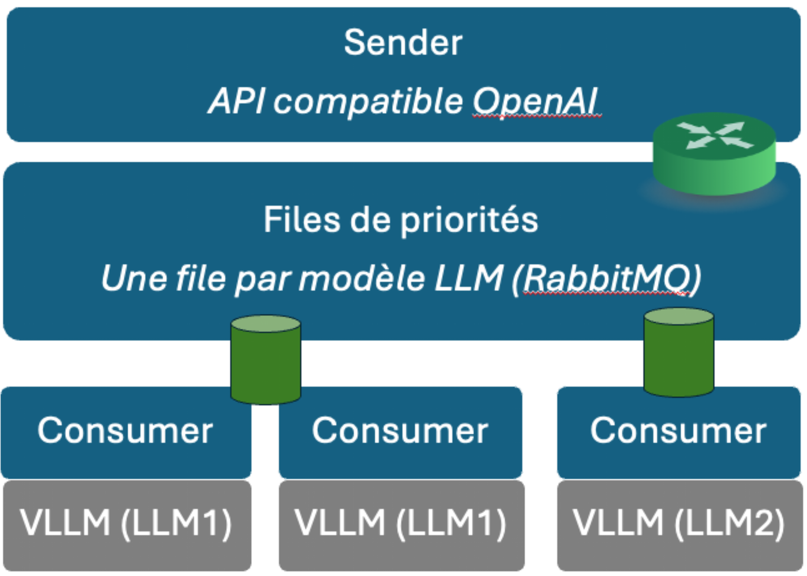 Sender
API compatible OpenAI
Files de priorités
Une file par modèle LLM (RabbitMQ)
Consumer
Consumer
Consumer
VLLM (LLM1)
VLLM (LLM1)
VLLM (LLM2)